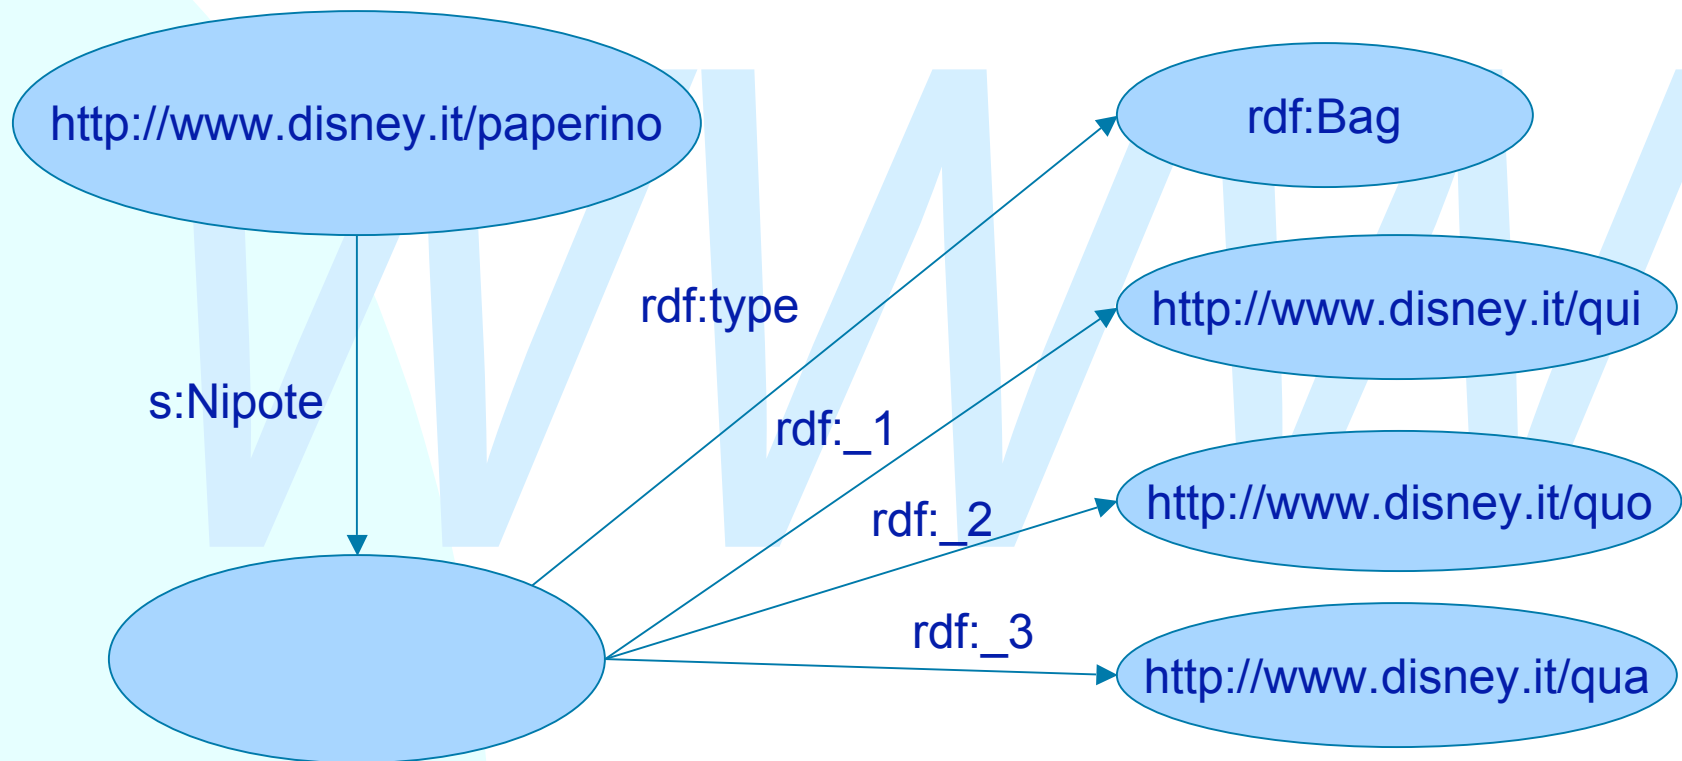 http://www.disney.it/paperino
rdf:Bag
rdf:type
http://www.disney.it/qui
s:Nipote
rdf:_1
http://www.disney.it/quo
rdf:_2
rdf:_3
http://www.disney.it/qua
WWW